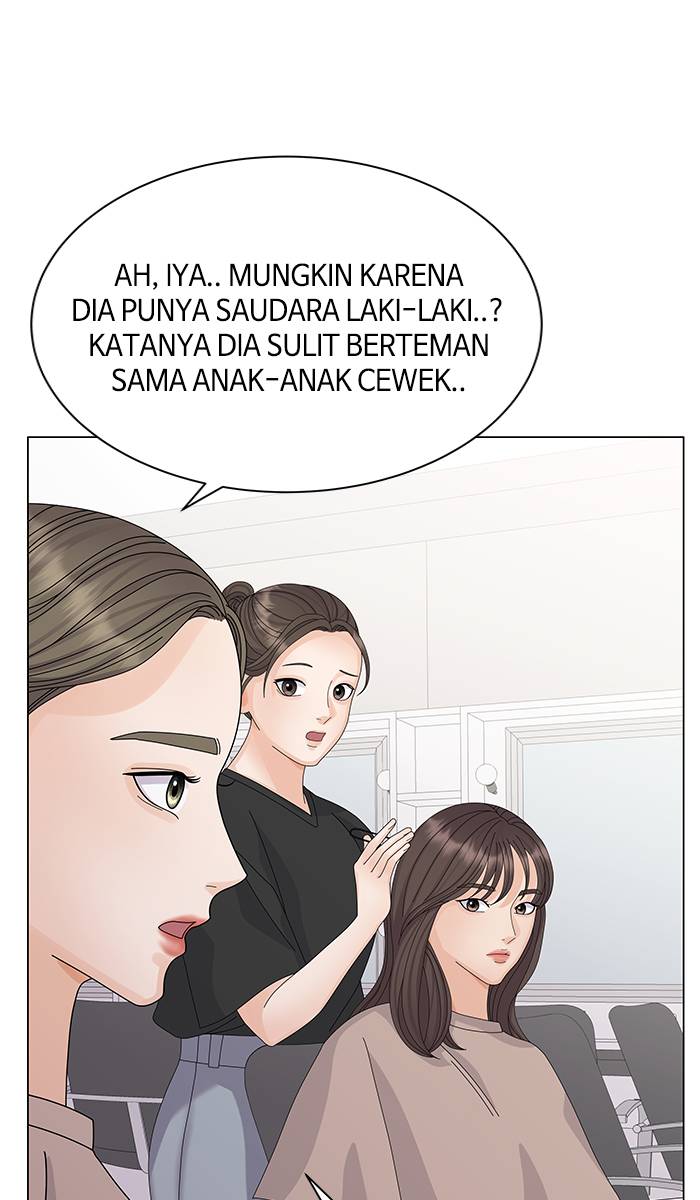 AH, IYA.. MUNGKIN KARENA
DIA PUNYA SAUDARA LAKI-LAKI..?
KATANYA DIA SULIT BERTEMAN
SAMA ANAK-ANAK CEWEK..